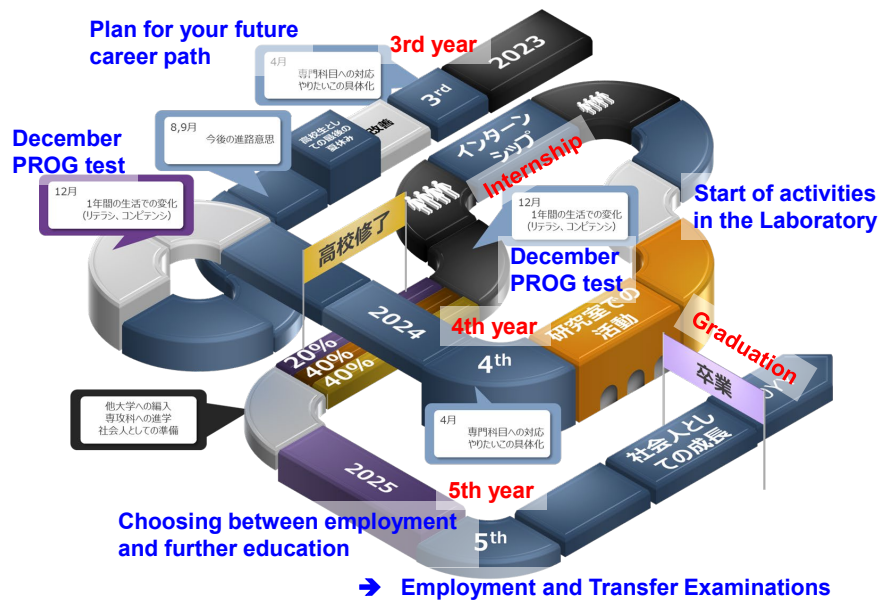 Plan for your future
career path
3rd year
2023
3rd
4月
専門科目への対応
やりたいこの具体化
改善
高校生とし
ての最後の
夏休み
8,9月
今後の進路意思
December
PROG test
12月
1年間の生活での変化
(リテラシ、コンピテンシ)
インターン
シップ
Internship
Start of activities
in the Laboratory
12月
1年間の生活での変化
(リテラシ、コンピテンシ)
December
PROG test
高校修了
2024
4th year
4th
研究室での
活動
20%
40%
40%
Graduation
卒業
他大学への編入
専攻科への進学
社会人としての準備
4月
専門科目への対応
やりたいこの具体化
社会人とし
ての成長
2025
5th year
5th
Choosing between employment
and further education
➔ Employment and Transfer Examinations